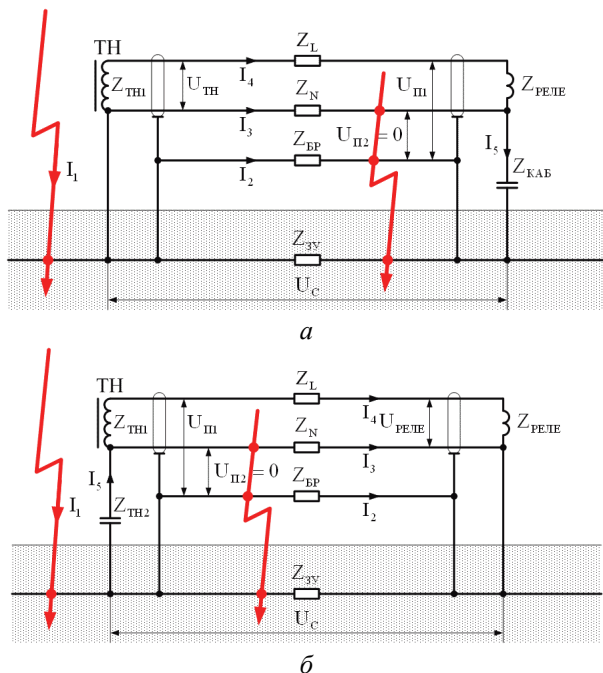 ТН
Z_L
Z_ТН1
U_ТН
I_4
U_П1
Z_РЕЛЕ
Z_N
I_3
U_П2 = 0
I_5
Z_БР
Z_КАБ
I_1
I_2
Z_ЗУ
U_С
а
ТН
Z_L
Z_ТН1
U_П1
I_4
U_РЕЛЕ
Z_РЕЛЕ
Z_N
I_3
I_5
U_П2 = 0
Z_БР
I_1
Z_ТН2
I_2
Z_ЗУ
U_С
б